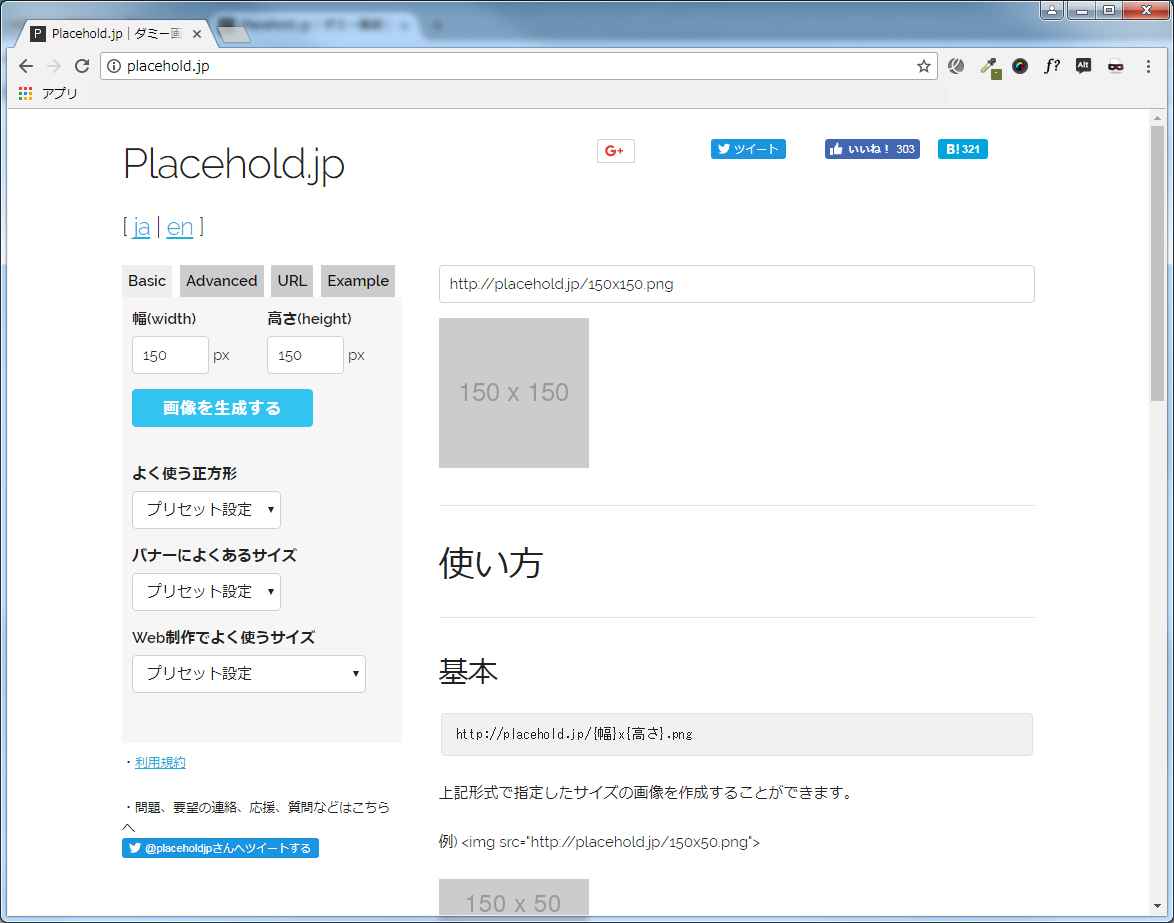 Placehold.jp | ダミー画
placehold.jp
f?
Alt
アプリ
Placehold.jp
G+
ツイート
いいね！ 303
B! 321
[ ja | en ]
Basic Advanced URL Example
幅(width) 高さ(height)
150 px 150 px
画像を生成する
よく使う正方形
プリセット設定
バナーによくあるサイズ
プリセット設定
Web制作でよく使うサイズ
プリセット設定
・利用規約
・問題、要望の連絡、応援、質問などはこちら
へ
@placeholdjpさんへツイートする
http://placehold.jp/150x150.png
150 x 150
使い方
基本
http://placehold.jp/{幅}x{高さ}.png
上記形式で指定したサイズの画像を作成することができます。
例) <img src="http://placehold.jp/150x50.png">
150 x 50